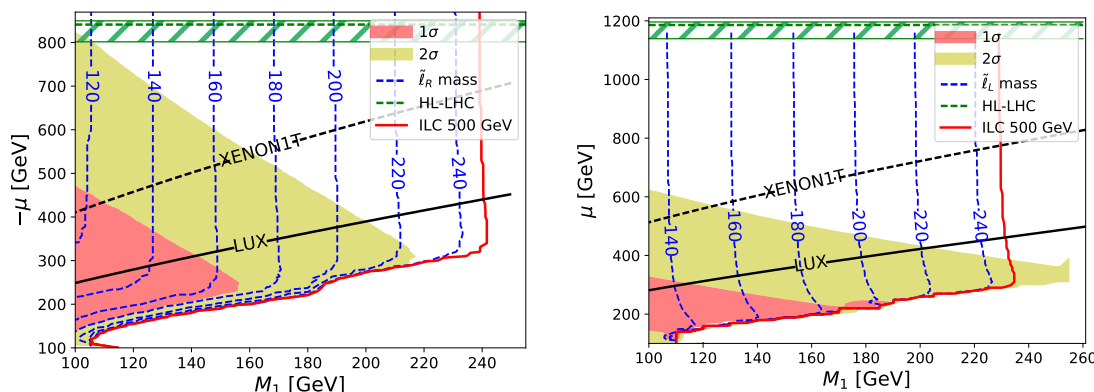 800
700
600
500
400
300
200
100
−μ [GeV]
120
140
160
180
200
220
240
XENON1T
LUX
1σ
2σ
ℓ̃_R mass
HL-LHC
ILC 500 GeV
100 120 140 160 180 200 220 240
M₁ [GeV]
1200
1000
800
600
400
200
μ [GeV]
140
160
180
200
220
240
XENON1T
LUX
1σ
2σ
ℓ̃_L mass
HL-LHC
ILC 500 GeV
100 120 140 160 180 200 220 240 260
M₁ [GeV]